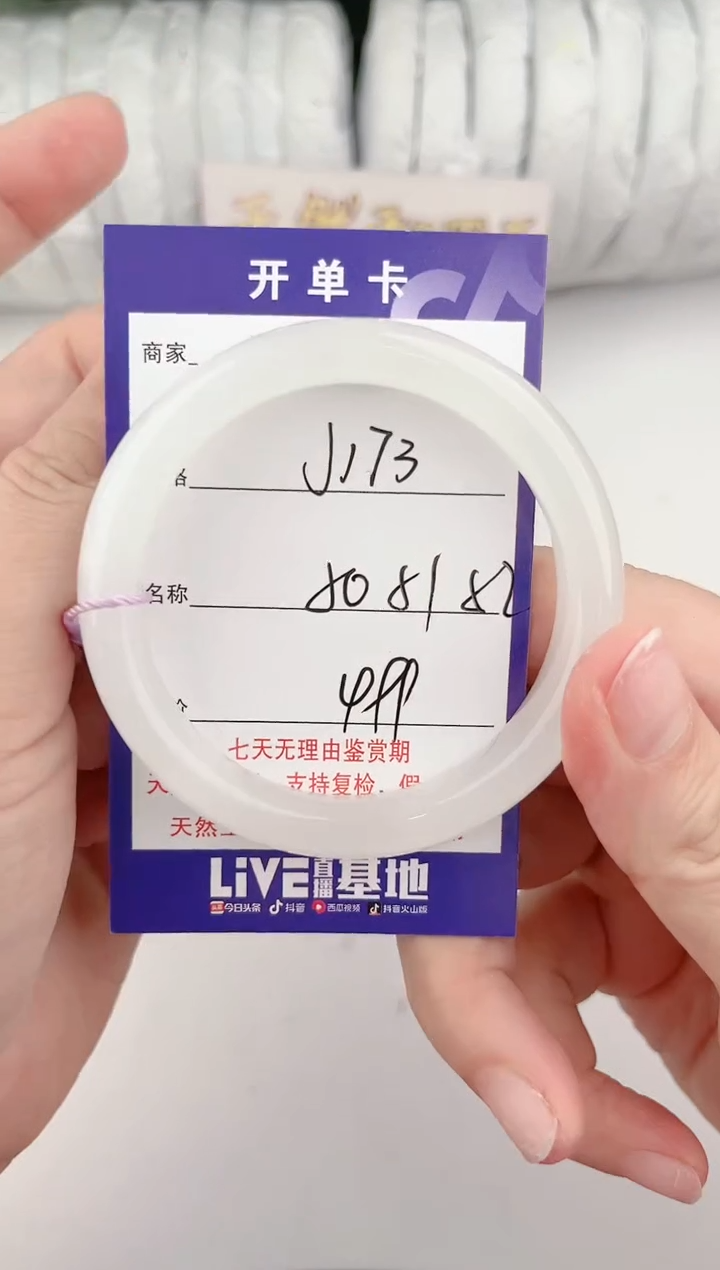 开单卡
商家
J173
名称 80 81 82
499
七天无理由鉴赏期
支持复检，假
天然
LiVE直播基地
今日头条 抖音 西瓜视频 抖音火山版